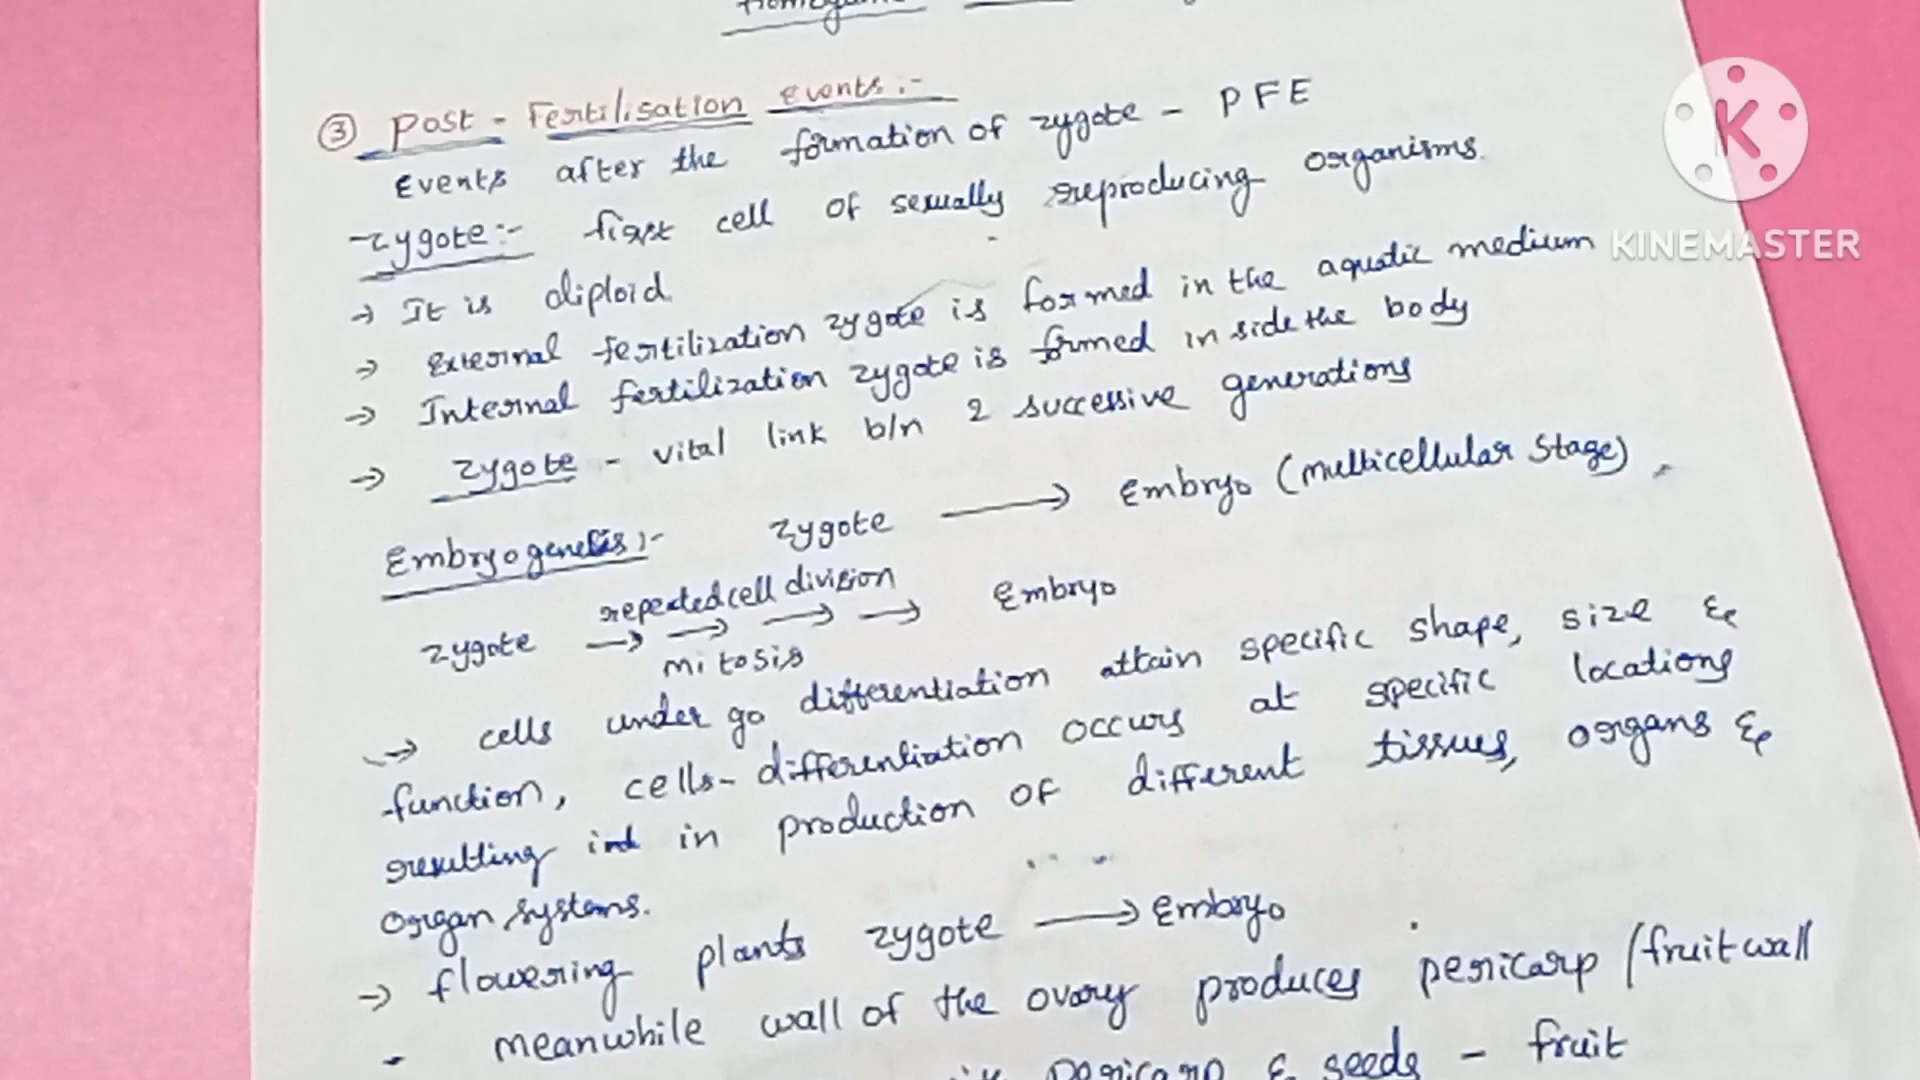 ③ Post - Fertilisation events :-
Events after the formation of zygote - PFE
Zygote :- first cell of sexually reproducing organisms.
→ It is diploid
→ External fertilization zygote is formed in the aquatic medium
→ Internal fertilization zygote is formed inside the body
→ Zygote - vital link b/n 2 successive generations
Embryogenesis :- Zygote → Embryo (multicellular stage)
repeated cell division
zygote → → → → Embryo
mitosis
→ cells under go differentiation attain specific shape, size &
function, cells-differentiation occurs at specific locations
resulting in production of different tissues, organs &
organ systems.
→ flowering plants zygote → Embryo
- meanwhile wall of the ovary produces pericarp (fruit wall
pericarp & seeds - fruit
KINEMASTER